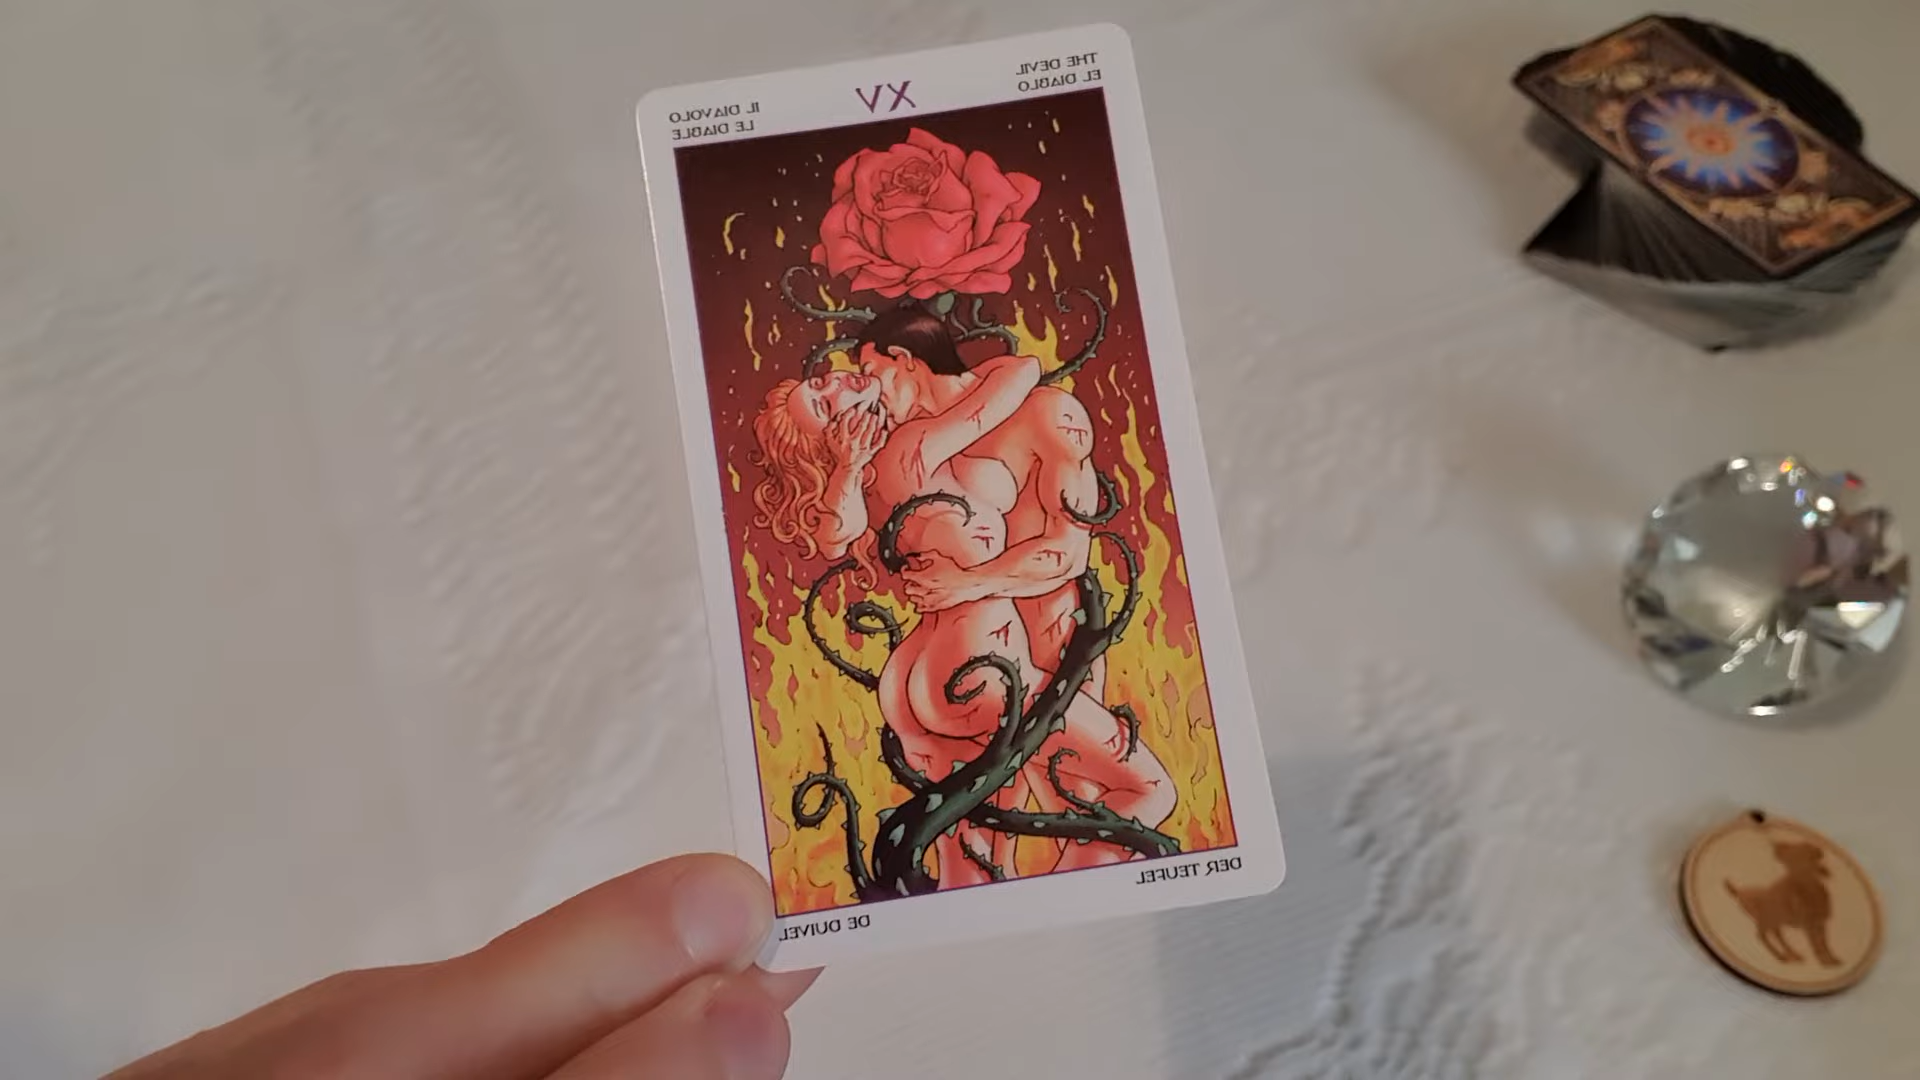 IL DIAVOLO
LE DIABLE
XV
THE DEVIL
EL DIABLO
DE DUIVEL
DER TEUFEL